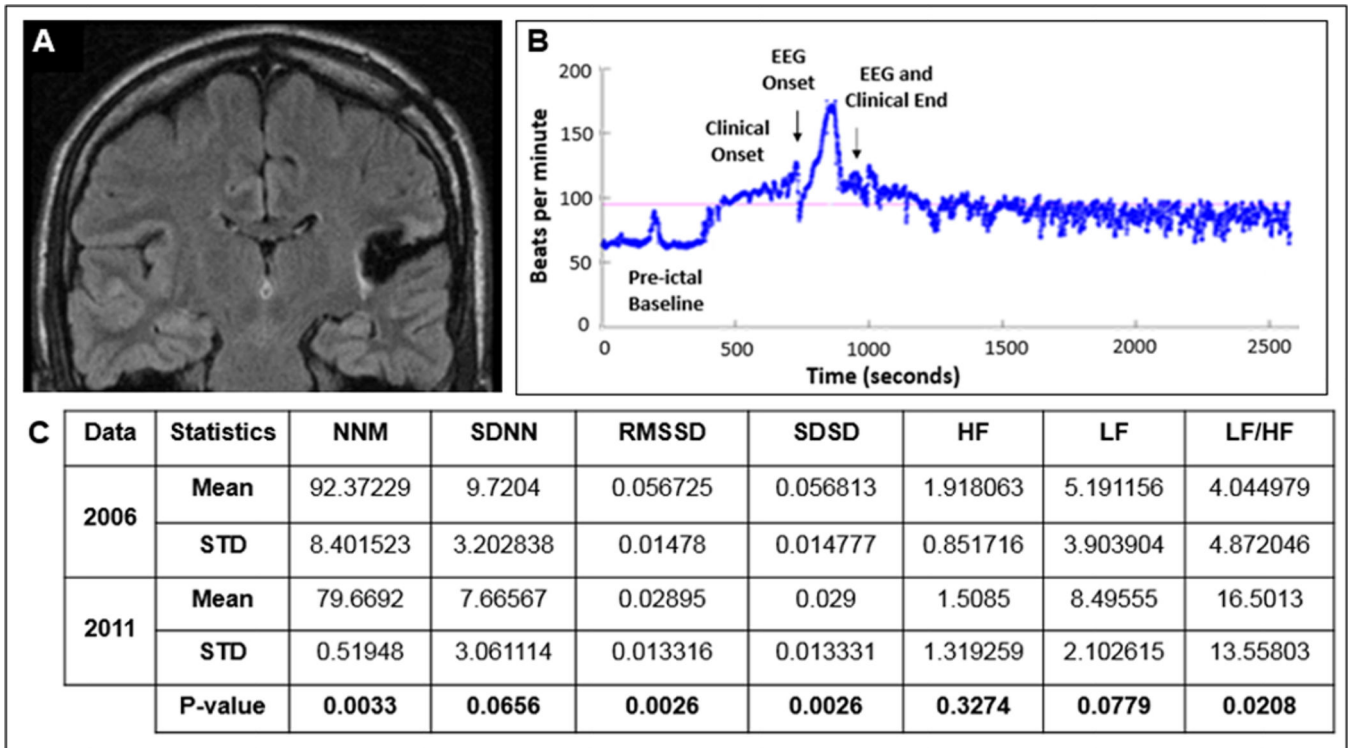 A
B
200
150
100
50
0
Beats per minute
EEG
Onset
EEG and
Clinical End
Clinical
Onset
Pre-ictal
Baseline
0 500 1000 1500 2000 2500
Time (seconds)
C
Data Statistics NNM SDNN RMSSD SDSD HF LF LF/HF
2006
Mean 92.37229 9.7204 0.056725 0.056813 1.918063 5.191156 4.044979
STD 8.401523 3.202838 0.01478 0.014777 0.851716 3.903904 4.872046
2011
Mean 79.6692 7.66567 0.02895 0.029 1.5085 8.49555 16.5013
STD 0.51948 3.061114 0.013316 0.013331 1.319259 2.102615 13.55803
P-value 0.0033 0.0656 0.0026 0.0026 0.3274 0.0779 0.0208